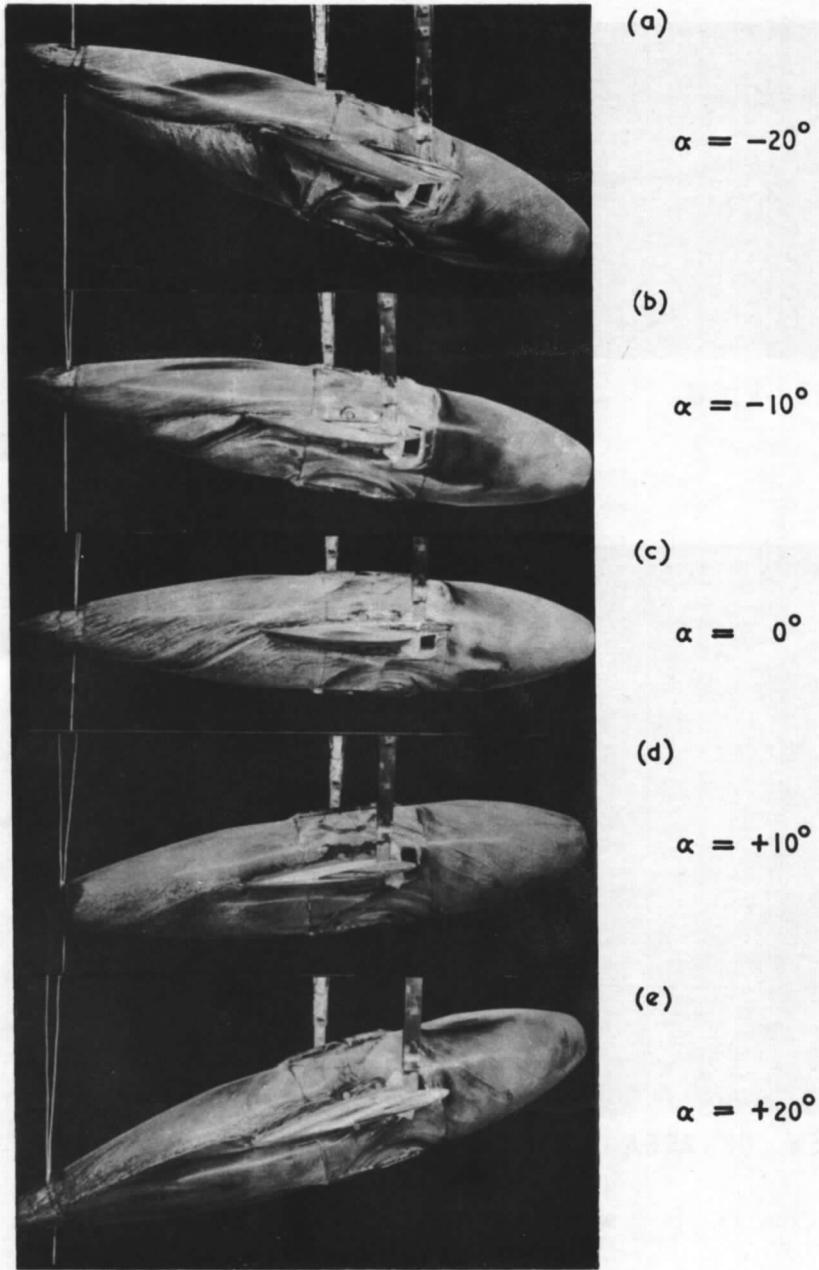 (a)
α = -20°
(b)
α = -10°
(c)
α = 0°
(d)
α = +10°
(e)
α = +20°